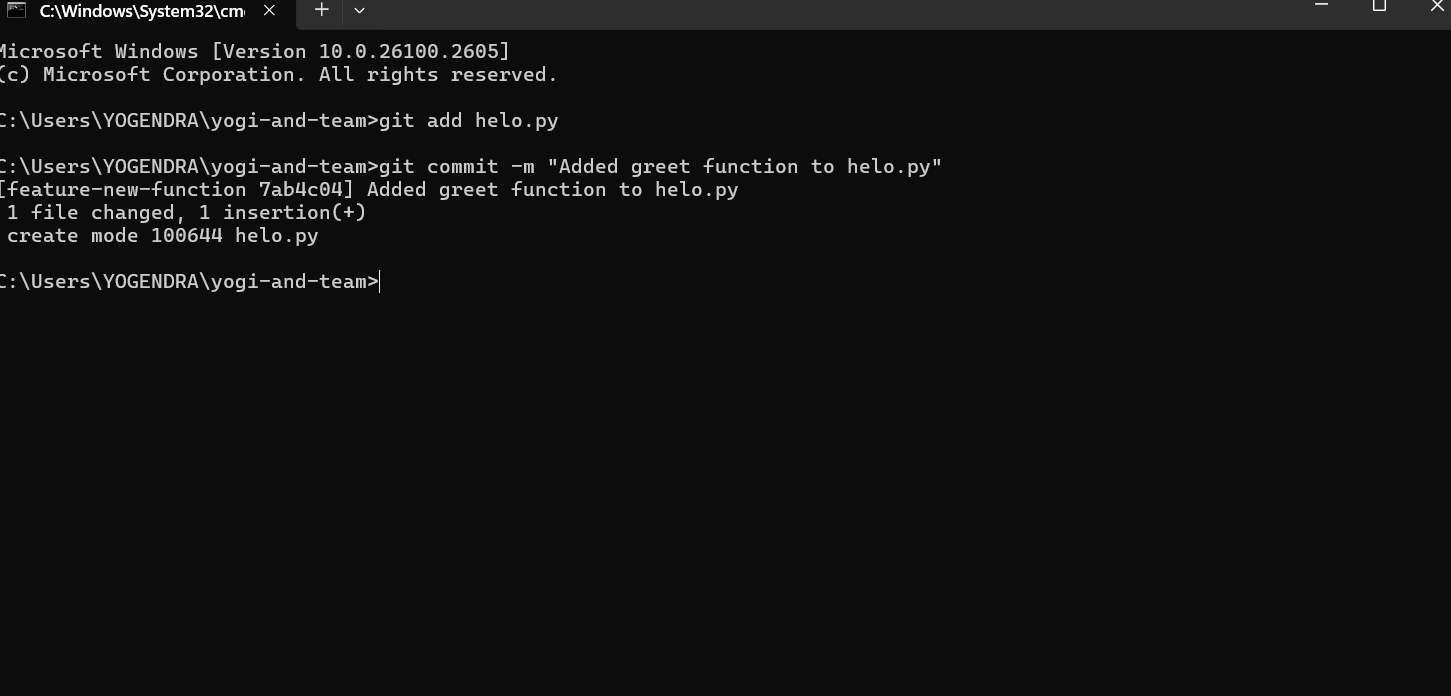 C:\Windows\System32\cm
Microsoft Windows [Version 10.0.26100.2605]
(c) Microsoft Corporation. All rights reserved.
C:\Users\YOGENDRA\yogi-and-team>git add helo.py
C:\Users\YOGENDRA\yogi-and-team>git commit -m "Added greet function to helo.py"
[feature-new-function 7ab4c04] Added greet function to helo.py
1 file changed, 1 insertion(+)
create mode 100644 helo.py
C:\Users\YOGENDRA\yogi-and-team>